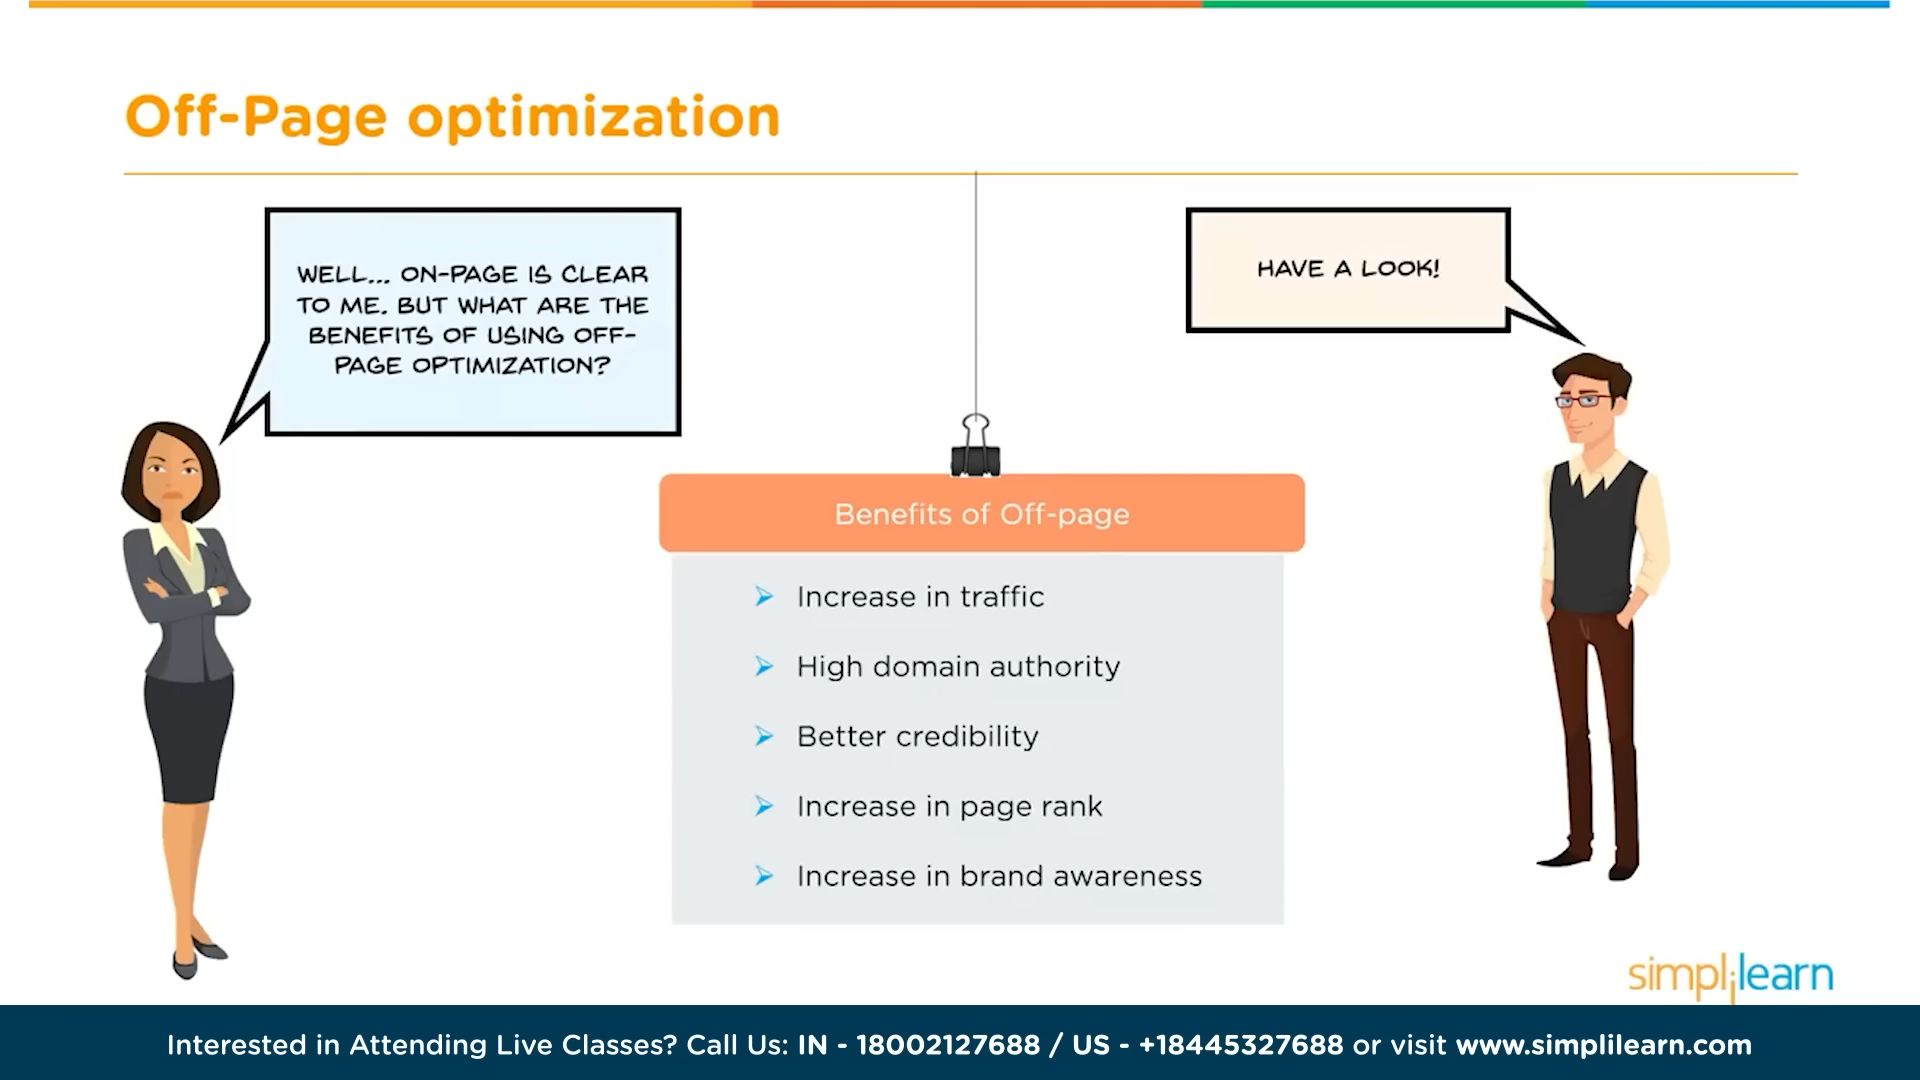 Off-Page optimization
WELL... ON-PAGE IS CLEAR
TO ME. BUT WHAT ARE THE
BENEFITS OF USING OFF-
PAGE OPTIMIZATION?
HAVE A LOOK!
Benefits of Off-page
Increase in traffic
High domain authority
Better credibility
Increase in page rank
Increase in brand awareness
simplilearn
Interested in Attending Live Classes? Call Us: IN - 18002127688 / US - +18445327688 or visit www.simplilearn.com